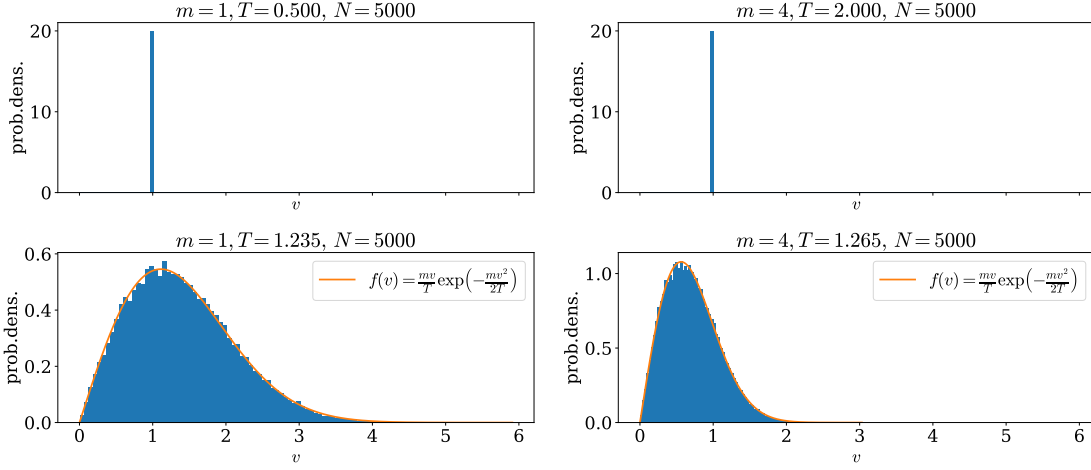 m = 1, T = 0.500, N = 5000
20
10
0
prob.dens.
v
m = 4, T = 2.000, N = 5000
20
10
0
prob.dens.
v
m = 1, T = 1.235, N = 5000
0.6
0.4
0.2
0.0
prob.dens.
f(v) = mv/T exp(−mv²/2T)
0 1 2 3 4 5 6
v
m = 4, T = 1.265, N = 5000
1.0
0.5
0.0
prob.dens.
f(v) = mv/T exp(−mv²/2T)
0 1 2 3 4 5 6
v